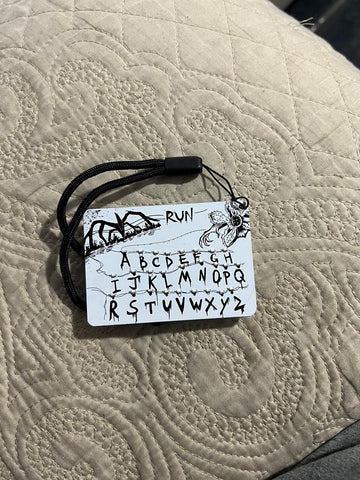 RUN
ABCDEFGH
IJKLMNOPQ
RSTUVWXYZ